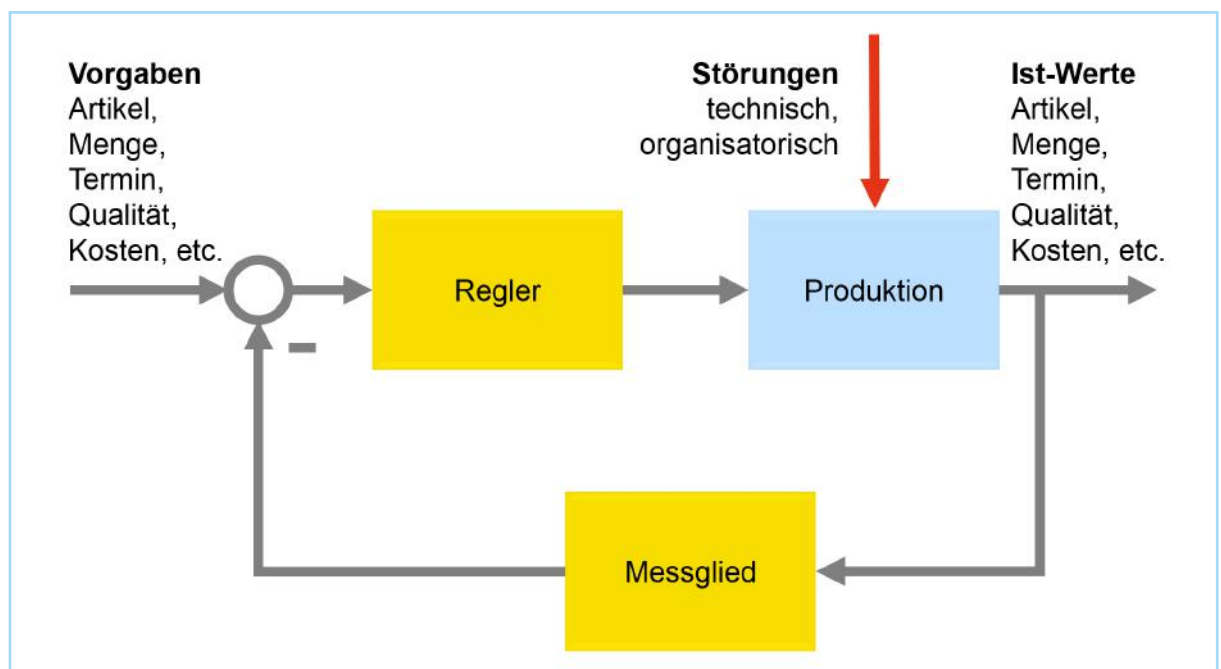 Vorgaben
Artikel,
Menge,
Termin,
Qualität,
Kosten, etc.
Störungen
technisch,
organisatorisch
Ist-Werte
Artikel,
Menge,
Termin,
Qualität,
Kosten, etc.
Regler
Produktion
Messglied